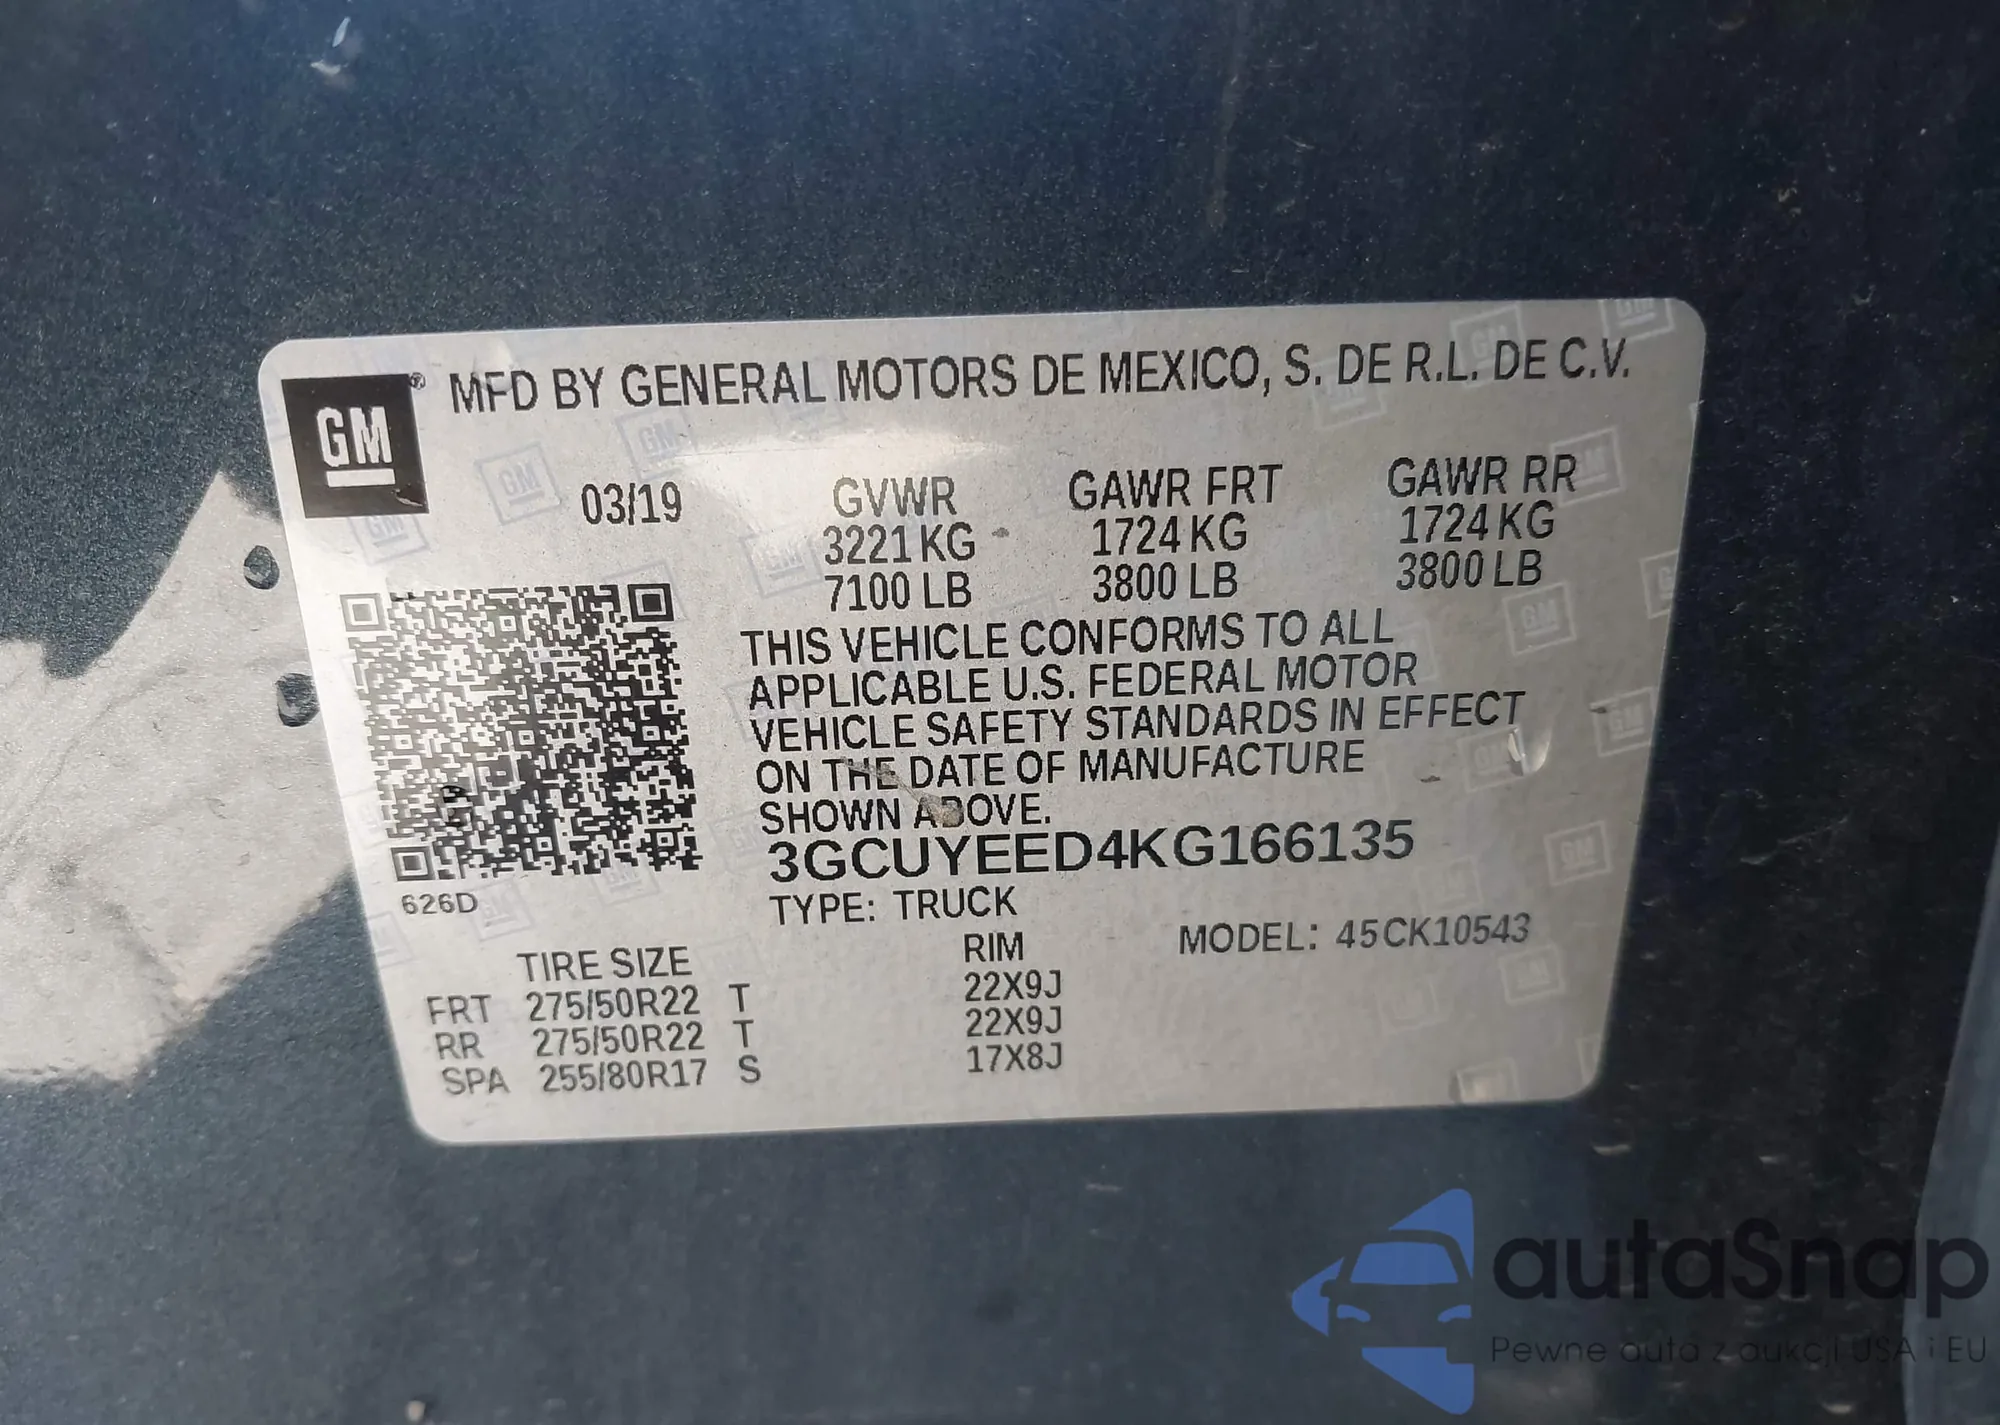 GM ® MFD BY GENERAL MOTORS DE MEXICO, S. DE R.L. DE C.V.
03/19 GVWR GAWR FRT GAWR RR
3221 KG 1724 KG 1724 KG
7100 LB 3800 LB 3800 LB
THIS VEHICLE CONFORMS TO ALL
APPLICABLE U.S. FEDERAL MOTOR
VEHICLE SAFETY STANDARDS IN EFFECT
ON THE DATE OF MANUFACTURE
SHOWN ABOVE.
3GCUYEED4KG166135
626D
TYPE: TRUCK MODEL: 45CK10543
TIRE SIZE RIM
FRT 275/50R22 T 22X9J
RR 275/50R22 T 22X9J
SPA 255/80R17 S 17X8J
autaSnap
Pewne auta z aukcji USA i EU